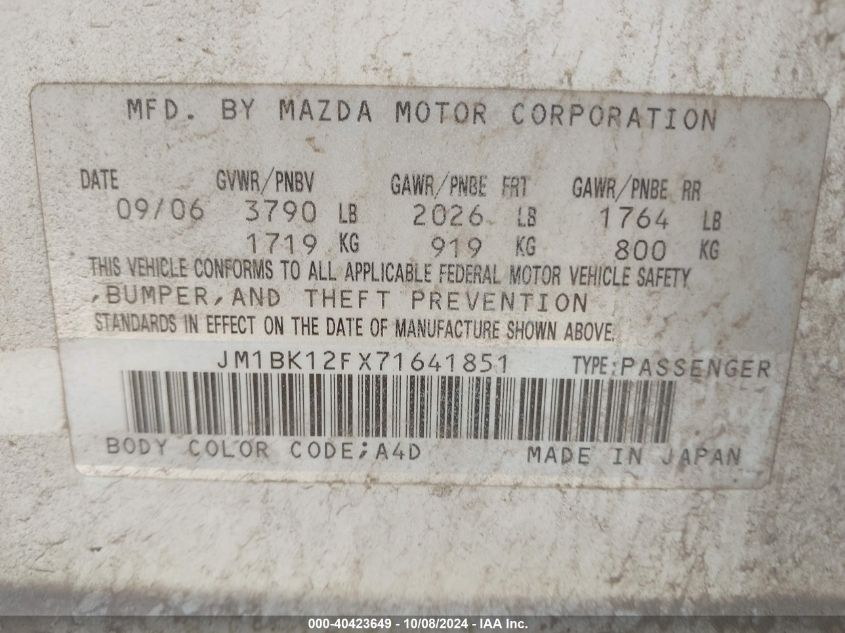 MFD. BY MAZDA MOTOR CORPORATION
DATE GVWR/PNBV GAWR/PNBE FRT GAWR/PNBE RR
09/06 3790 LB 2026 LB 1764 LB
1719 KG 919 KG 800 KG
THIS VEHICLE CONFORMS TO ALL APPLICABLE FEDERAL MOTOR VEHICLE SAFETY
,BUMPER,AND THEFT PREVENTION
STANDARDS IN EFFECT ON THE DATE OF MANUFACTURE SHOWN ABOVE.
JM1BK12FX71641851 TYPE:PASSENGER
BODY COLOR CODE;A4D MADE IN JAPAN
000-40423649 - 10/08/2024 - IAA Inc.